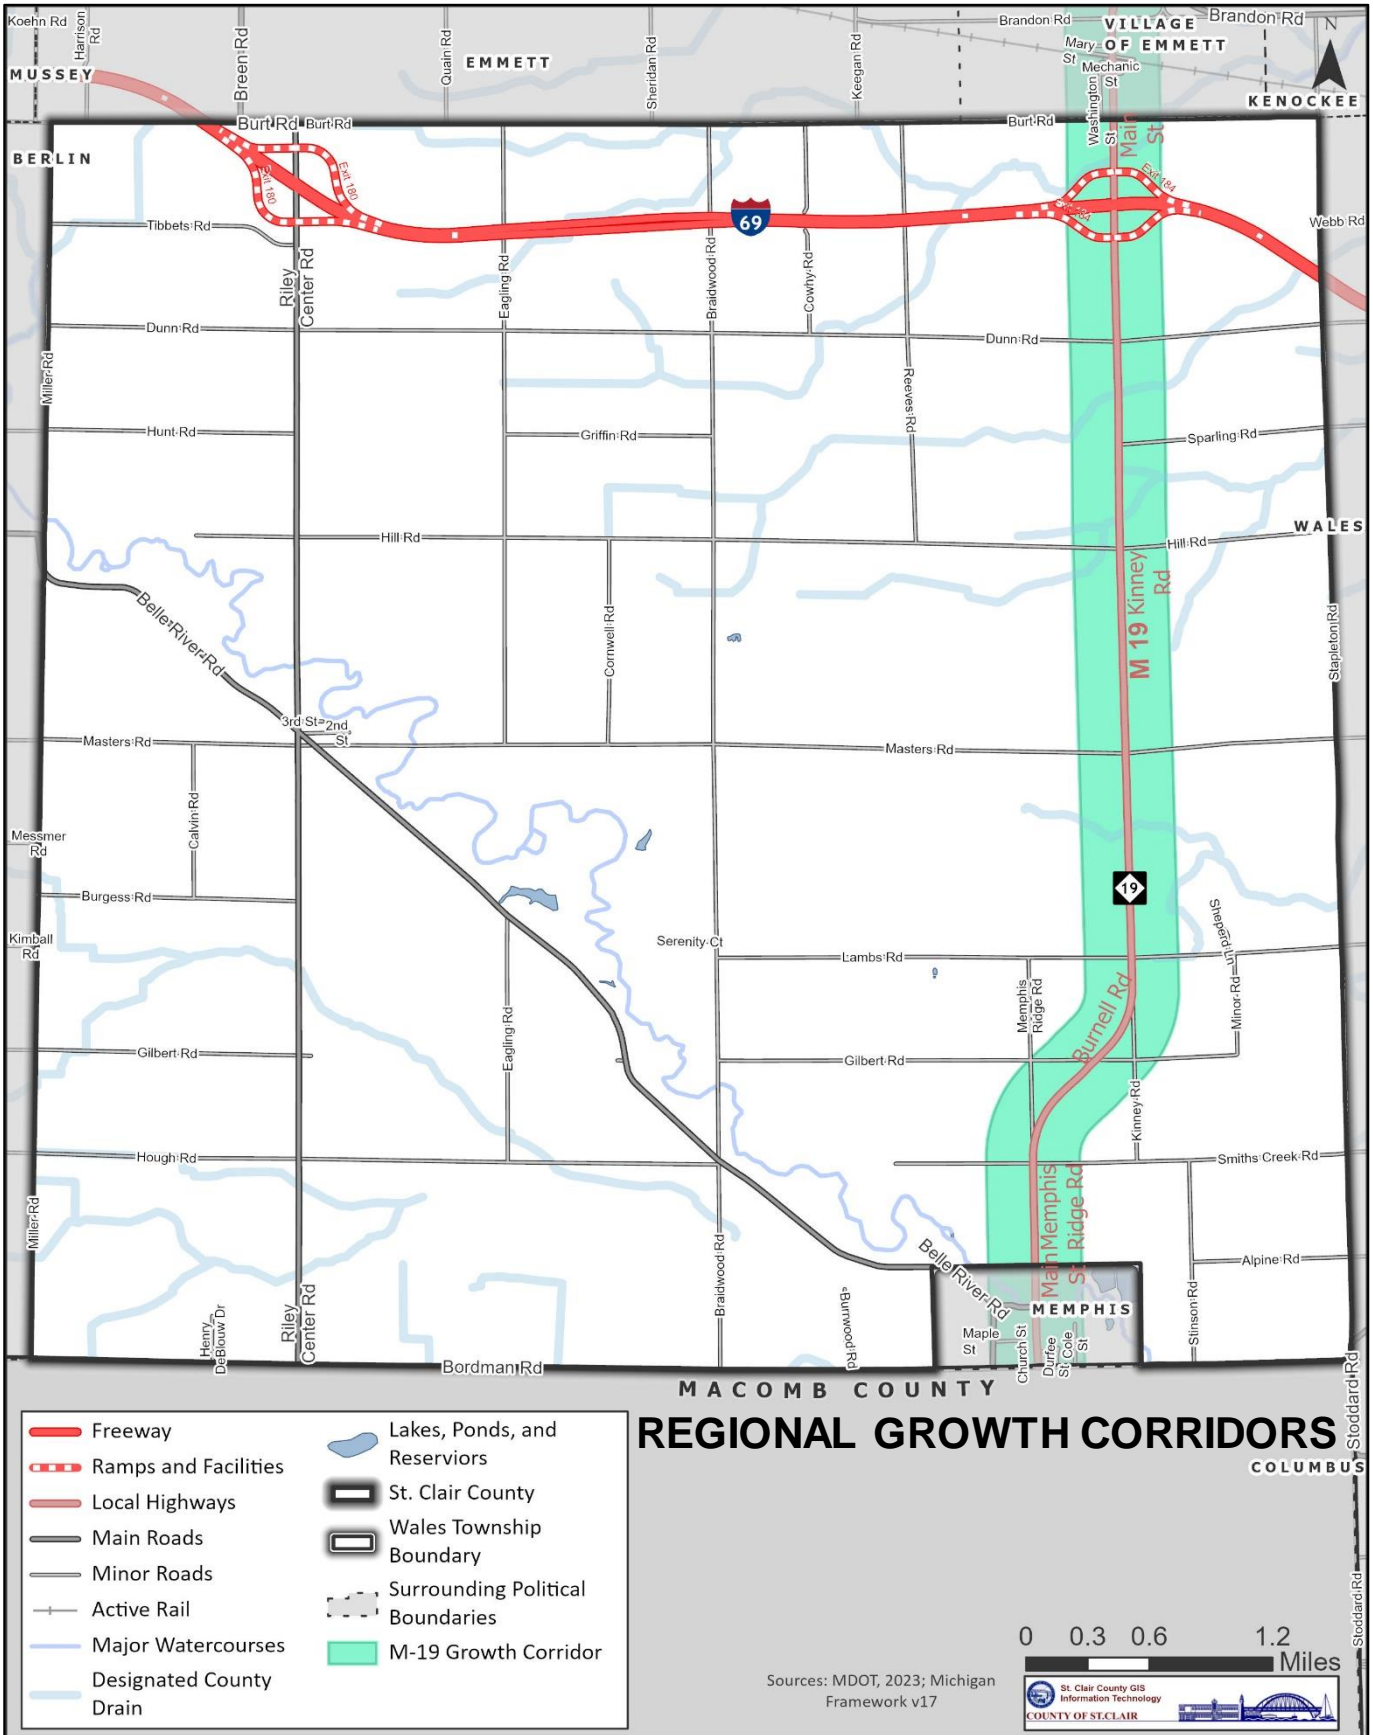 Koehn Rd
Harrison
Rd
Breen Rd
Quain Rd
EMMETT
Sheridan Rd
Keegan Rd
Brandon Rd
VILLAGE
OF EMMETT
Brandon Rd
N
Mary
St
Mechanic
St
MUSSEY
KENOCKEE
Burt Rd
Burt Rd
Burt Rd
Washington
St
Main
St
BERLIN
Exit 180
Exit 180
Exit 184
Exit 184
69
Tibbets Rd
Webb Rd
Riley
Center Rd
Eagling Rd
Braidwood Rd
Cowhy Rd
Dunn Rd
Dunn Rd
Miller Rd
Reeves Rd
Hunt Rd
Griffin Rd
Sparling Rd
WALES
Hill Rd
Hill Rd
M 19 Kinney
Rd
Belle River Rd
Cornwell Rd
Stapleton Rd
3rd St
2nd
St
Masters Rd
Masters Rd
Calvin Rd
Messmer
Rd
Burgess Rd
19
Sheperd Ln
Kimball
Rd
Serenity Ct
Lambs Rd
Memphis
Ridge Rd
Burnell Rd
Minor Rd
Eagling Rd
Gilbert Rd
Gilbert Rd
Kinney Rd
Hough Rd
Smiths Creek Rd
Miller Rd
Main
St
Memphis
Ridge Rd
Braidwood Rd
Belle River Rd
Alpine Rd
Stinson Rd
Riley
Center Rd
Henry
DeBlouw Dr
Burwood Rd
MEMPHIS
Maple
St
Church St
Durfee
St
Cole
St
Bordman Rd
MACOMB COUNTY
REGIONAL GROWTH CORRIDORS
Stoddard Rd
COLUMBUS
Freeway
Ramps and Facilities
Local Highways
Main Roads
Minor Roads
Active Rail
Major Watercourses
Designated County
Drain
Lakes, Ponds, and
Reserviors
St. Clair County
Wales Township
Boundary
Surrounding Political
Boundaries
M-19 Growth Corridor
Stoddard Rd
0 0.3 0.6 1.2
Miles
Sources: MDOT, 2023; Michigan
Framework v17
St. Clair County GIS
Information Technology
COUNTY OF ST.CLAIR